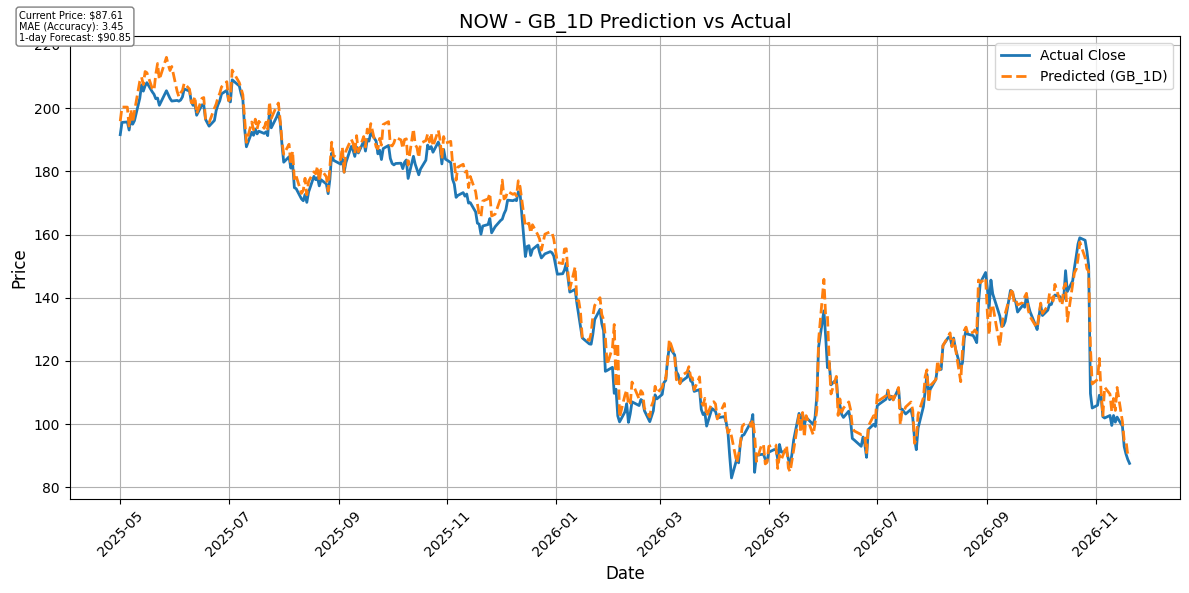 NOW - GB_1D Prediction vs Actual
Current Price: $87.61
MAE (Accuracy): 3.45
1-day Forecast: $90.85
Actual Close
Predicted (GB_1D)
Price
220
200
180
160
140
120
100
80
2025-05
2025-07
2025-09
2025-11
2026-01
2026-03
2026-05
2026-07
2026-09
2026-11
Date